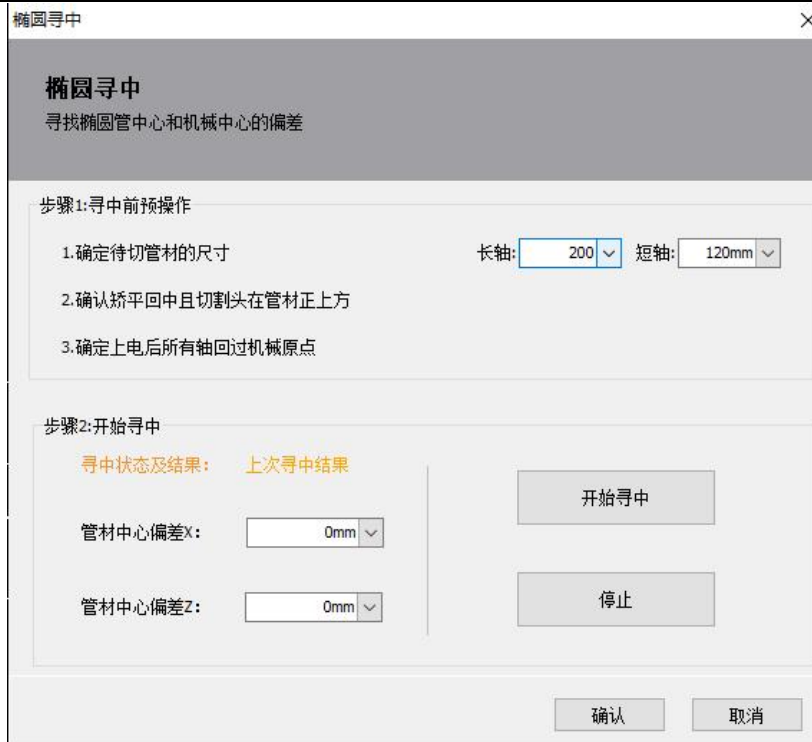 椭圆寻中
椭圆寻中
寻找椭圆管中心和机械中心的偏差
步骤1:寻中前预操作
1.确定待切管材的尺寸 长轴: 200 短轴: 120mm
2.确认矫平回中且切割头在管材正上方
3.确定上电后所有轴回过机械原点
步骤2:开始寻中
寻中状态及结果: 上次寻中结果
开始寻中
管材中心偏差X: 0mm
管材中心偏差Z: 0mm
停止
确认 取消